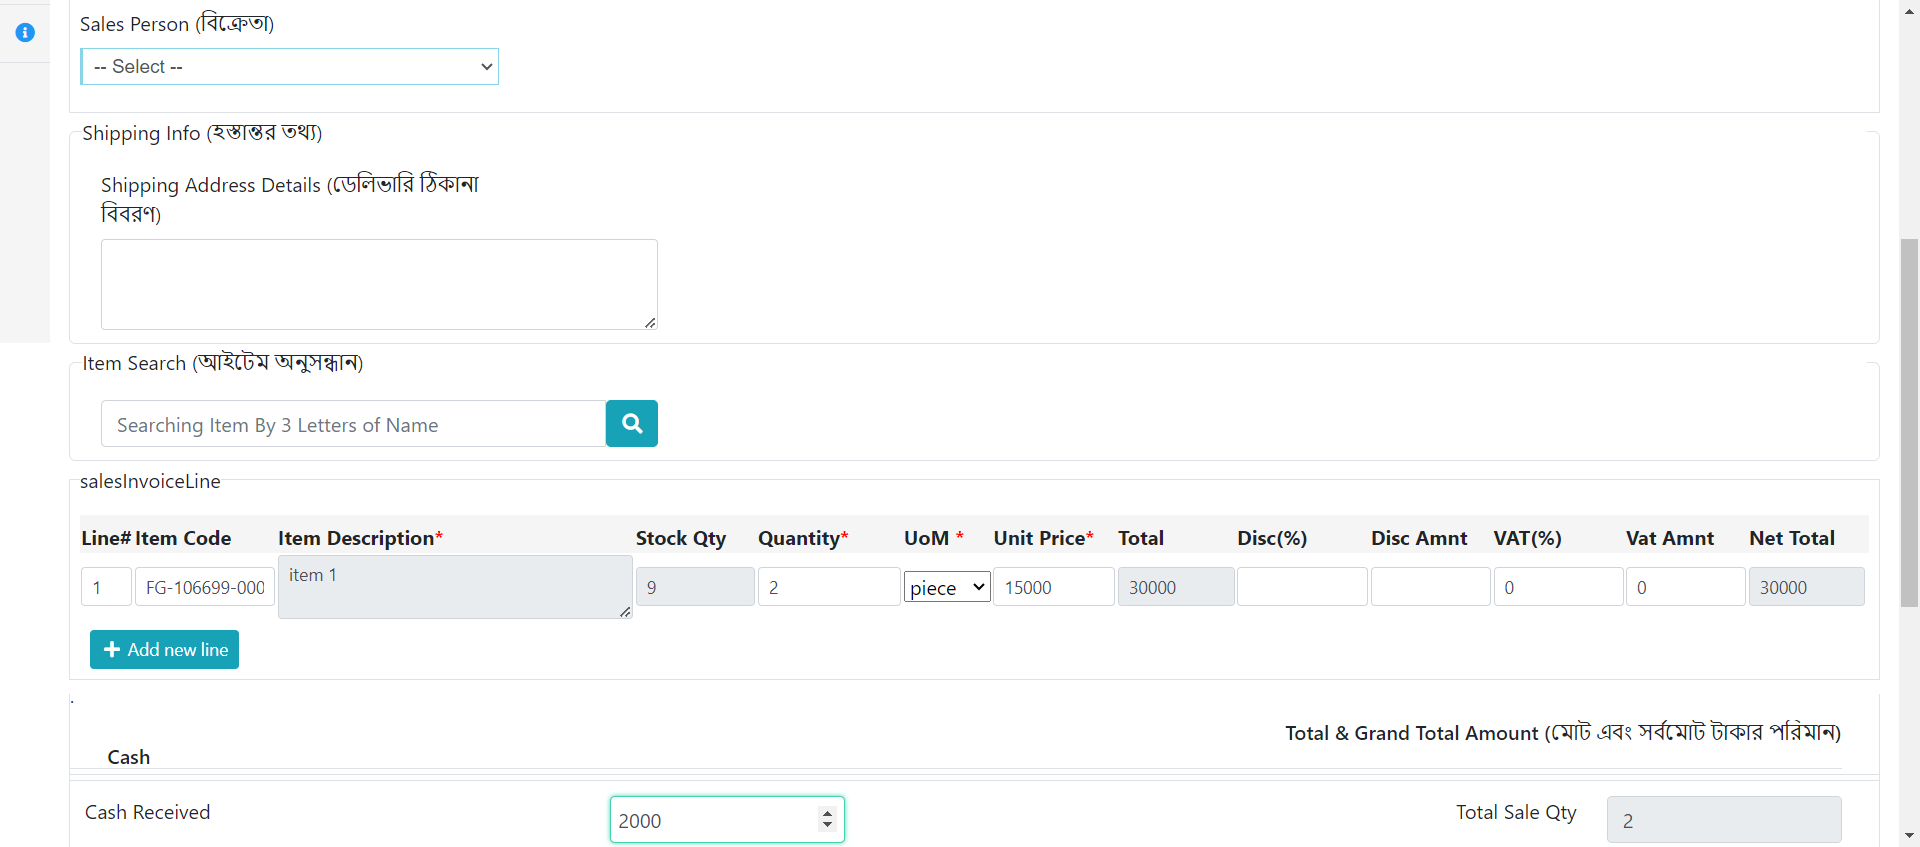 Sales Person (বিক্রেতা)
-- Select --
Shipping Info (হস্তান্তর তথ্য)
Shipping Address Details (ডেলিভারি ঠিকানা
বিবরণ)
Item Search (আইটেম অনুসন্ধান)
Searching Item By 3 Letters of Name
salesInvoiceLine
Line# Item Code Item Description* Stock Qty Quantity* UoM * Unit Price* Total Disc(%) Disc Amnt VAT(%) Vat Amnt Net Total
1 FG-106699-000 item 1 9 2 piece 15000 30000 0 0 30000
+ Add new line
.
Total & Grand Total Amount (মোট এবং সর্বমোট টাকার পরিমান)
Cash
Cash Received 2000 Total Sale Qty 2